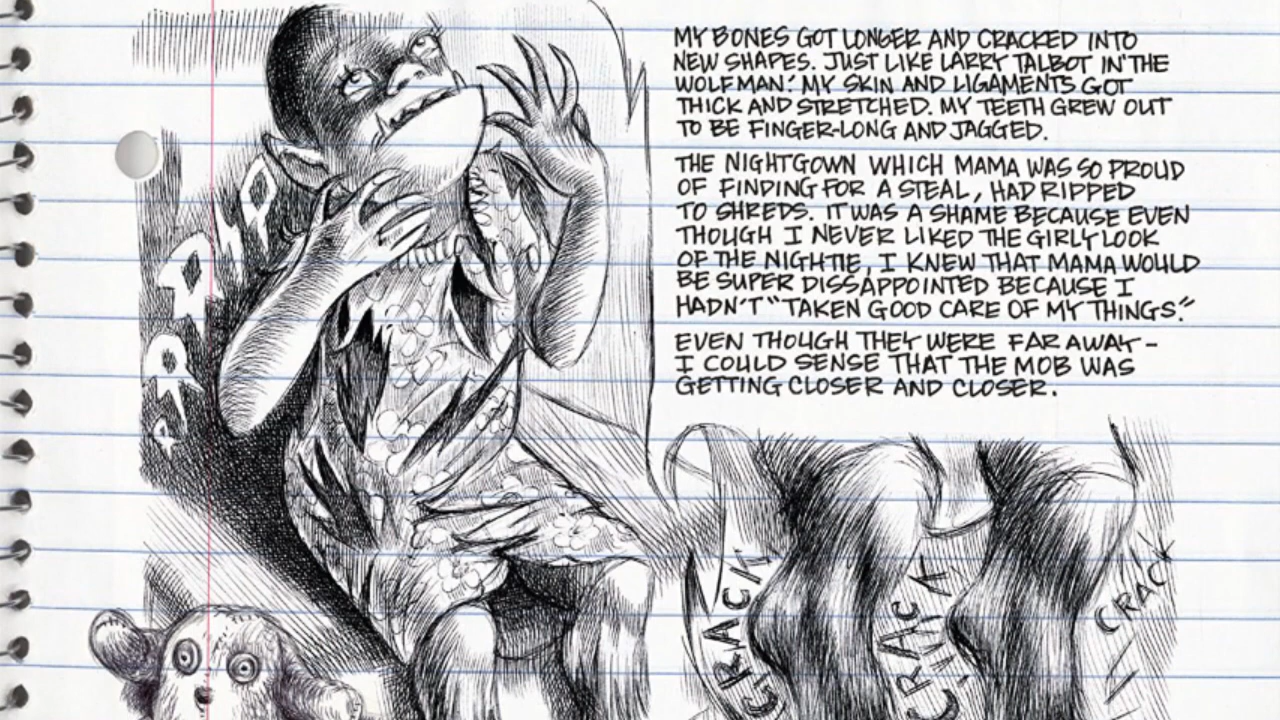 MY BONES GOT LONGER AND CRACKED INTO
NEW SHAPES. JUST LIKE LARRY TALBOT IN 'THE
WOLFMAN.' MY SKIN AND LIGAMENTS GOT
THICK AND STRETCHED. MY TEETH GREW OUT
TO BE FINGER-LONG AND JAGGED.
THE NIGHTGOWN WHICH MAMA WAS SO PROUD
OF FINDING FOR A STEAL, HAD RIPPED
TO SHREDS. IT WAS A SHAME BECAUSE EVEN
THOUGH I NEVER LIKED THE GIRLY LOOK
OF THE NIGHTIE, I KNEW THAT MAMA WOULD
BE SUPER DISSAPPOINTED BECAUSE I
HADN'T "TAKEN GOOD CARE OF MY THINGS."
EVEN THOUGH THEY WERE FAR AWAY -
I COULD SENSE THAT THE MOB WAS
GETTING CLOSER AND CLOSER.
CRACK
CRACK
CRACK